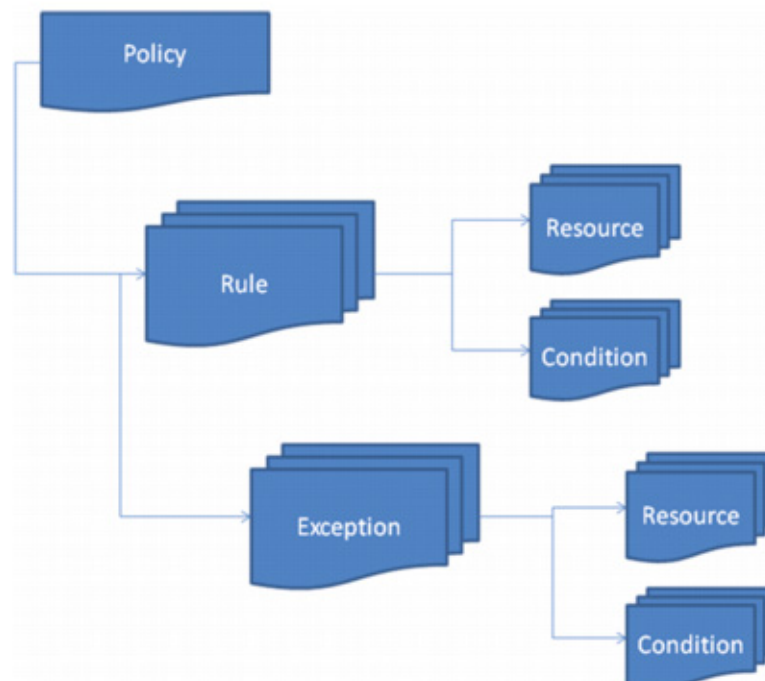 Policy
Rule
Resource
Condition
Exception
Resource
Condition